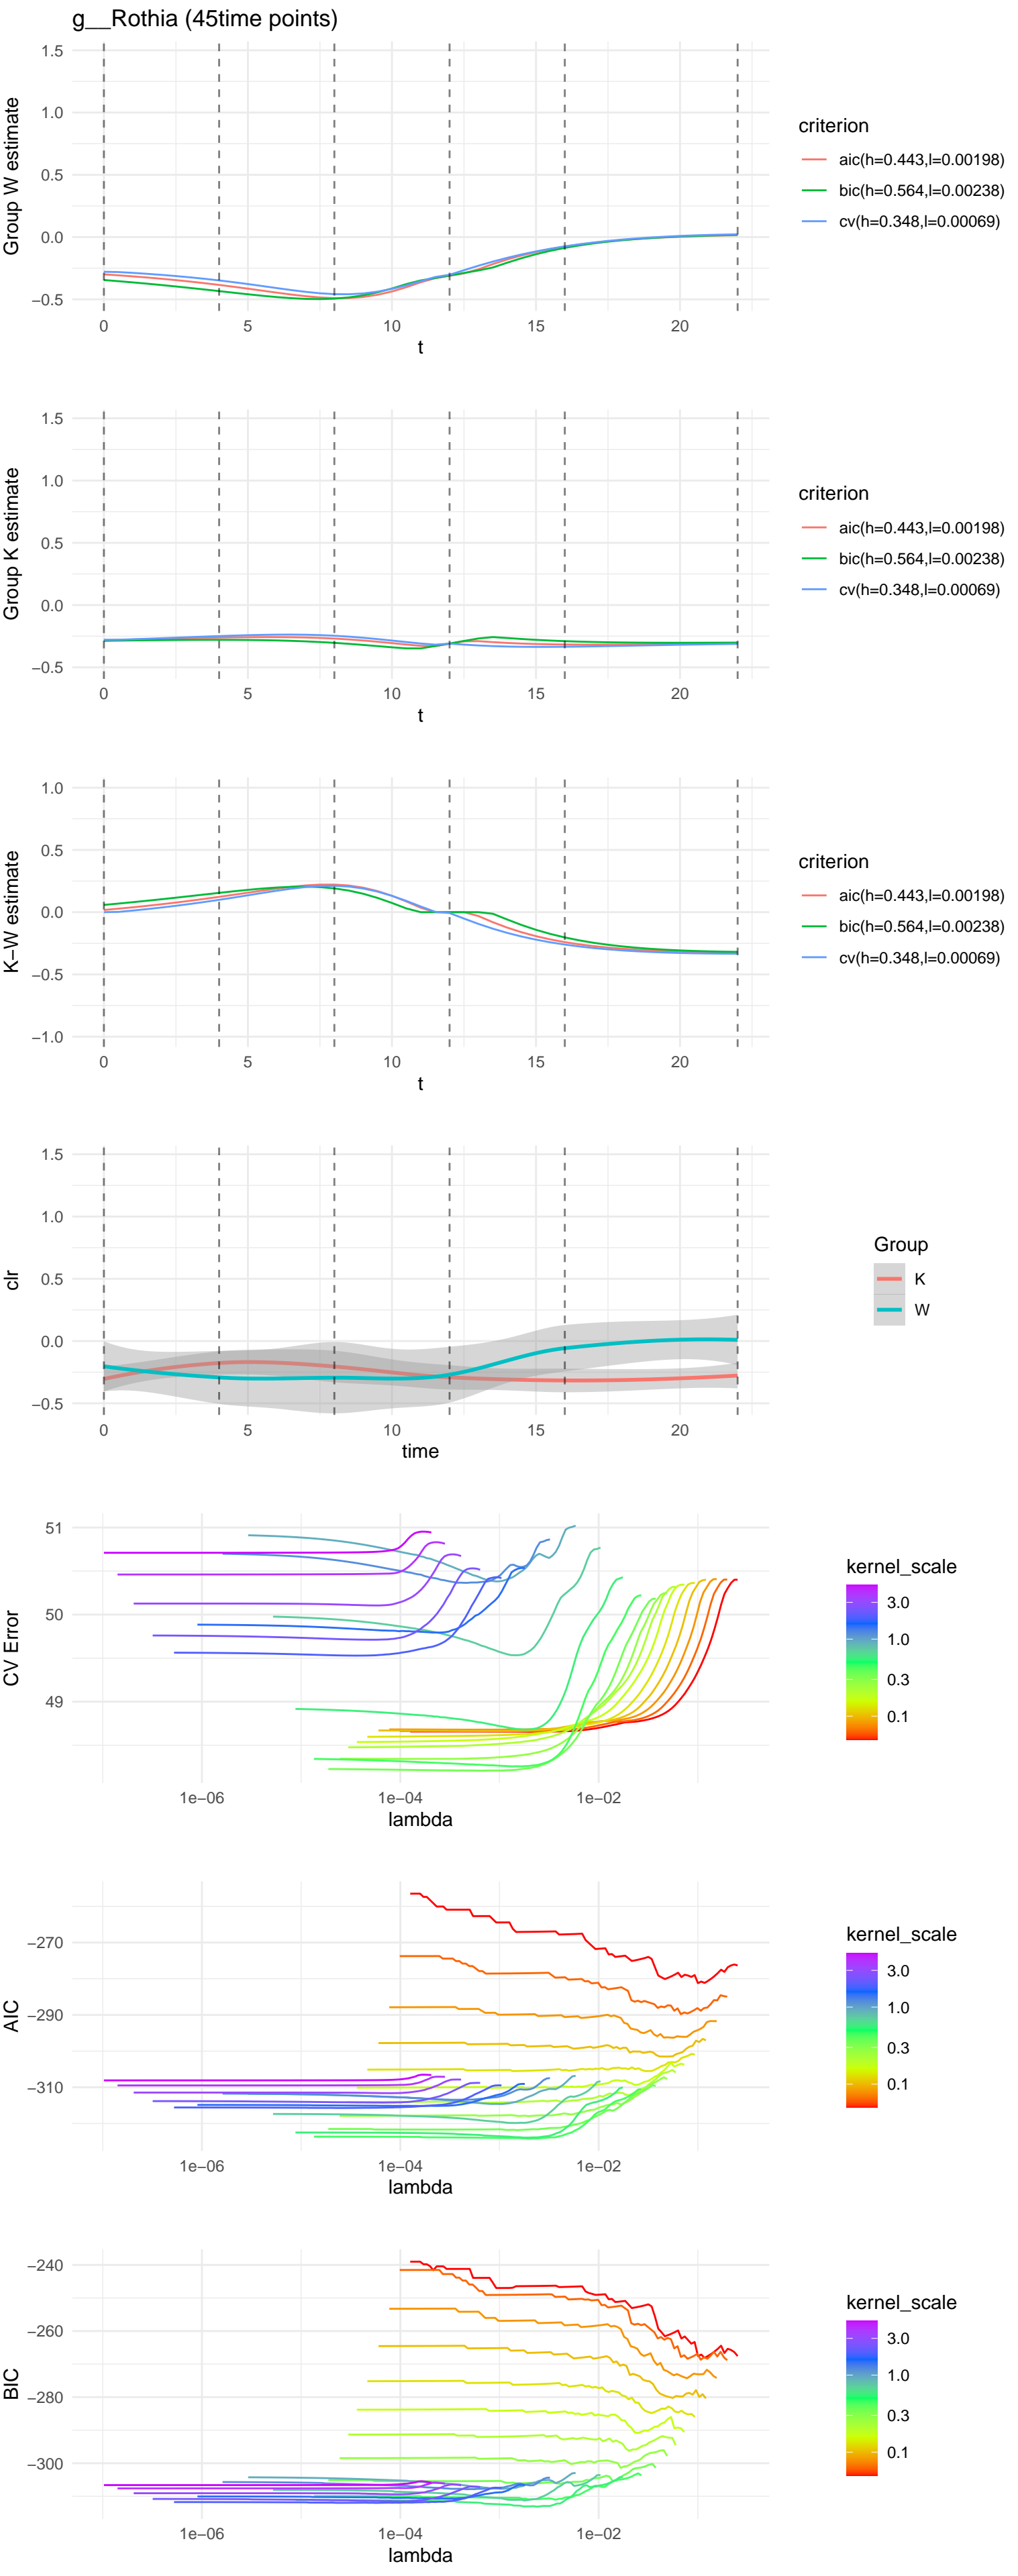 g__Rothia (45time points)
Group W estimate
1.5
1.0
0.5
0.0
−0.5
0 5 10 15 20
t
criterion
aic(h=0.443,l=0.00198)
bic(h=0.564,l=0.00238)
cv(h=0.348,l=0.00069)
Group K estimate
1.5
1.0
0.5
0.0
−0.5
0 5 10 15 20
t
criterion
aic(h=0.443,l=0.00198)
bic(h=0.564,l=0.00238)
cv(h=0.348,l=0.00069)
K−W estimate
1.0
0.5
0.0
−0.5
−1.0
0 5 10 15 20
t
criterion
aic(h=0.443,l=0.00198)
bic(h=0.564,l=0.00238)
cv(h=0.348,l=0.00069)
clr
1.5
1.0
0.5
0.0
−0.5
0 5 10 15 20
time
Group
K
W
CV Error
51
50
49
1e−06 1e−04 1e−02
lambda
kernel_scale
3.0
1.0
0.3
0.1
AIC
−270
−290
−310
1e−06 1e−04 1e−02
lambda
kernel_scale
3.0
1.0
0.3
0.1
BIC
−240
−260
−280
−300
1e−06 1e−04 1e−02
lambda
kernel_scale
3.0
1.0
0.3
0.1